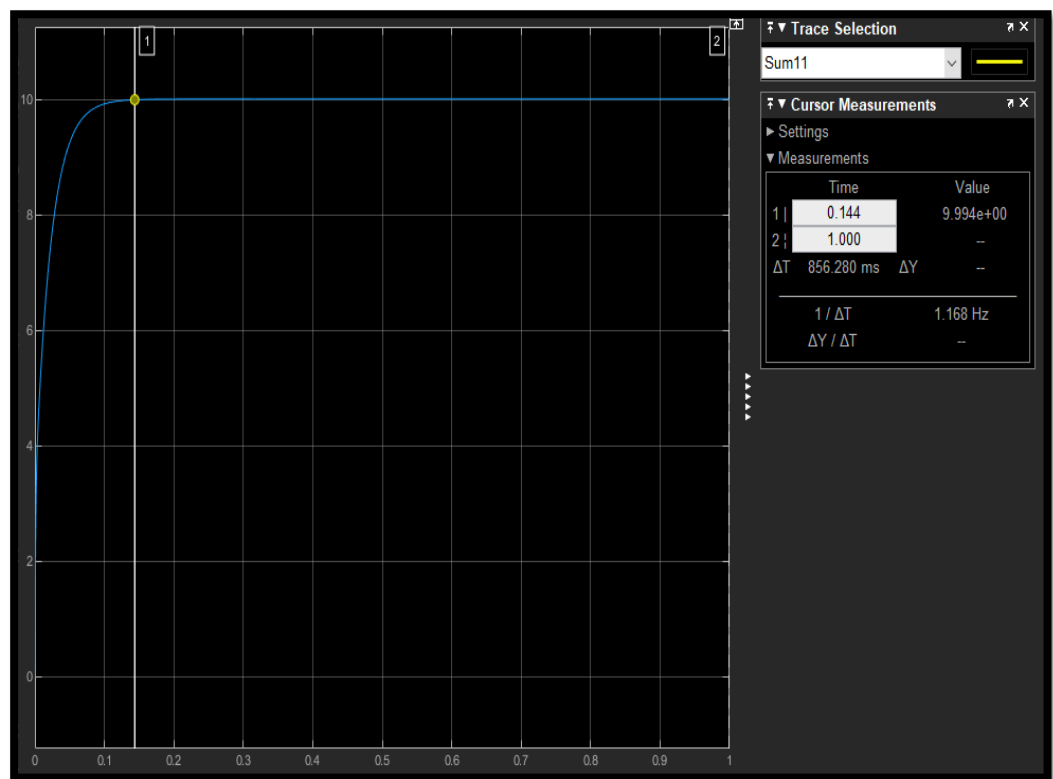 1
2
10
8
6
4
2
0
0 0.1 0.2 0.3 0.4 0.5 0.6 0.7 0.8 0.9 1
Trace Selection
Sum11
Cursor Measurements
Settings
Measurements
Time Value
1 | 0.144 9.994e+00
2 ¦ 1.000 --
ΔT 856.280 ms ΔY --
1 / ΔT 1.168 Hz
ΔY / ΔT --